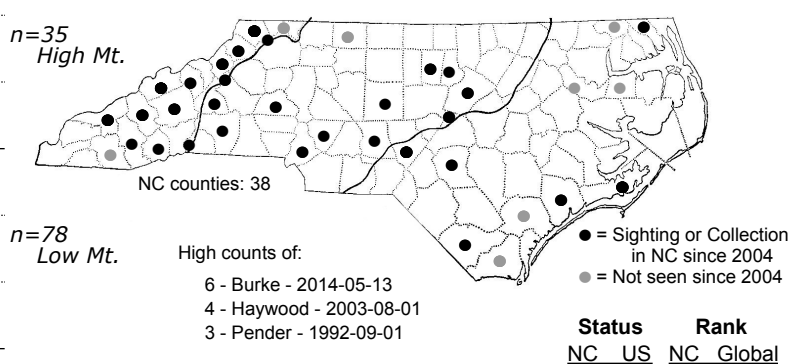 n=35
High Mt.
NC counties: 38
n=78
Low Mt.
High counts of:
6 - Burke - 2014-05-13
4 - Haywood - 2003-08-01
3 - Pender - 1992-09-01
● = Sighting or Collection
in NC since 2004
● = Not seen since 2004
Status Rank
NC US NC Global